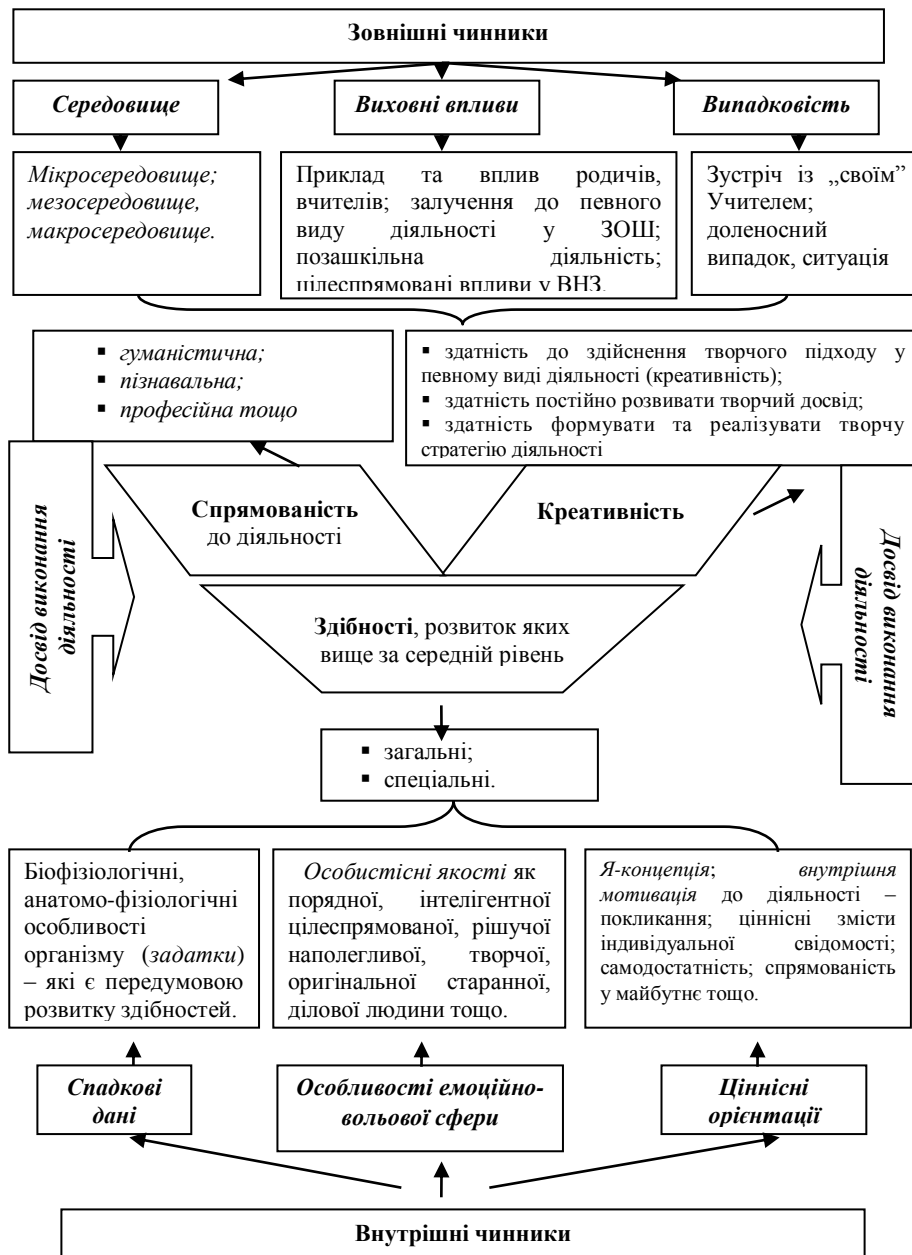 Зовнішні чинники
Середовище
Виховні впливи
Випадковість
Мікросередовище;
мезосередовище,
макросередовище.
Приклад та вплив родичів,
вчителів; залучення до певного
виду діяльності у ЗОШ;
позашкільна діяльність;
цілеспрямовані впливи у ВНЗ.
Зустріч із „своїм”
Учителем;
доленосний
випадок, ситуація
▪ гуманістична;
▪ пізнавальна;
▪ професійна тощо
▪ здатність до здійснення творчого підходу у
певному виді діяльності (креативність);
▪ здатність постійно розвивати творчий досвід;
▪ здатність формувати та реалізувати творчу
стратегію діяльності
Досвід виконання
діяльності
Спрямованість
до діяльності
Креативність
Досвід виконання
діяльності
Здібності, розвиток яких
вище за середній рівень
▪ загальні;
▪ спеціальні.
Біофізіологічні,
анатомо-фізіологічні
особливості
організму (задатки)
– які є передумовою
розвитку здібностей.
Особистісні якості як
порядної, інтелігентної
цілеспрямованої, рішучої
наполегливої, творчої,
оригінальної старанної,
ділової людини тощо.
Я-концепція; внутрішня
мотивація до діяльності –
покликання; ціннісні змісти
індивідуальної свідомості;
самодостатність; спрямованість
у майбутнє тощо.
Спадкові
дані
Особливості емоційно-
вольової сфери
Ціннісні
орієнтації
Внутрішні чинники